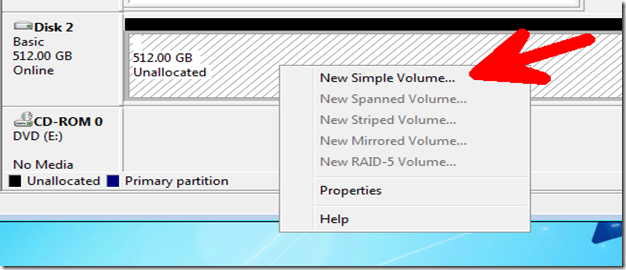 Disk 2
Basic
512.00 GB
Online
512.00 GB
Unallocated
New Simple Volume...
New Spanned Volume...
New Striped Volume...
New Mirrored Volume...
New RAID-5 Volume...
Properties
Help
CD-ROM 0
DVD (E:)
No Media
Unallocated
Primary partition